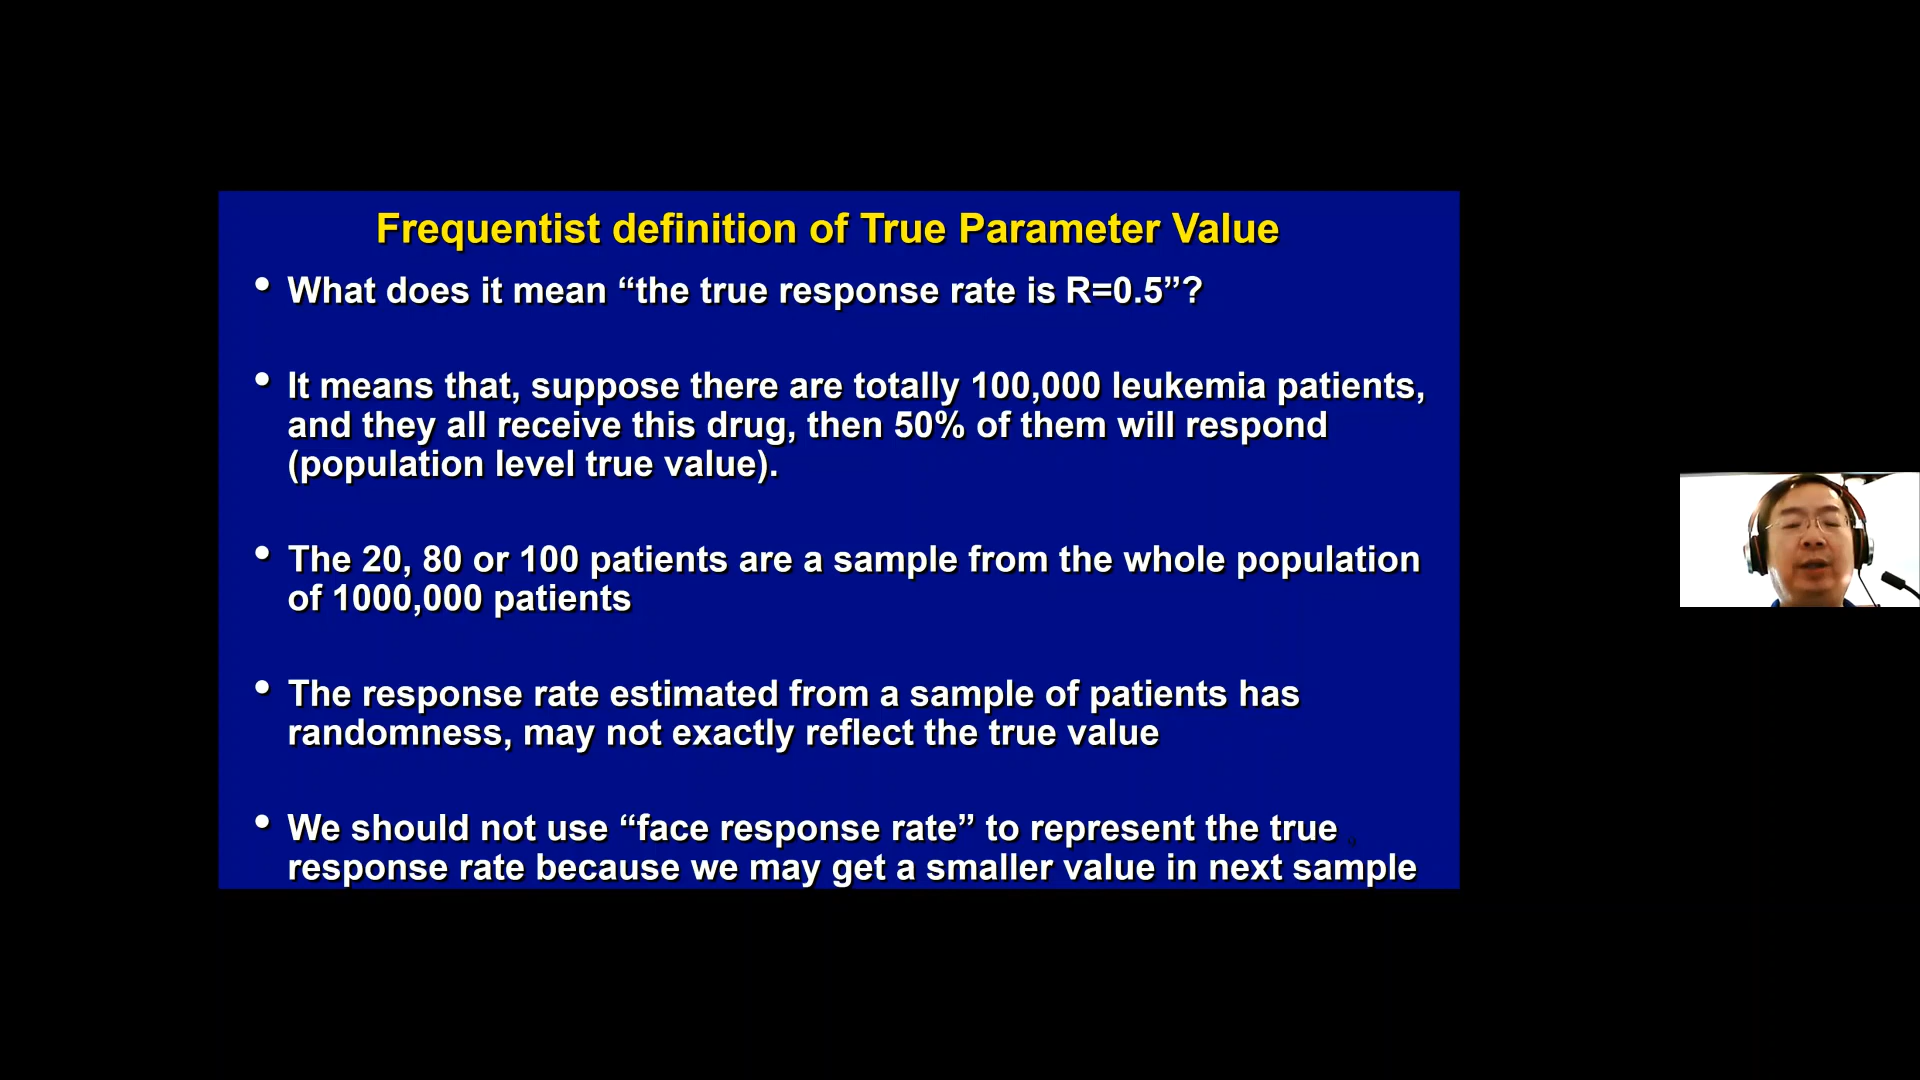 Frequentist definition of True Parameter Value
• What does it mean “the true response rate is R=0.5”?
• It means that, suppose there are totally 100,000 leukemia patients,
and they all receive this drug, then 50% of them will respond
(population level true value).
• The 20, 80 or 100 patients are a sample from the whole population
of 1000,000 patients
• The response rate estimated from a sample of patients has
randomness, may not exactly reflect the true value
• We should not use “face response rate” to represent the true
response rate because we may get a smaller value in next sample